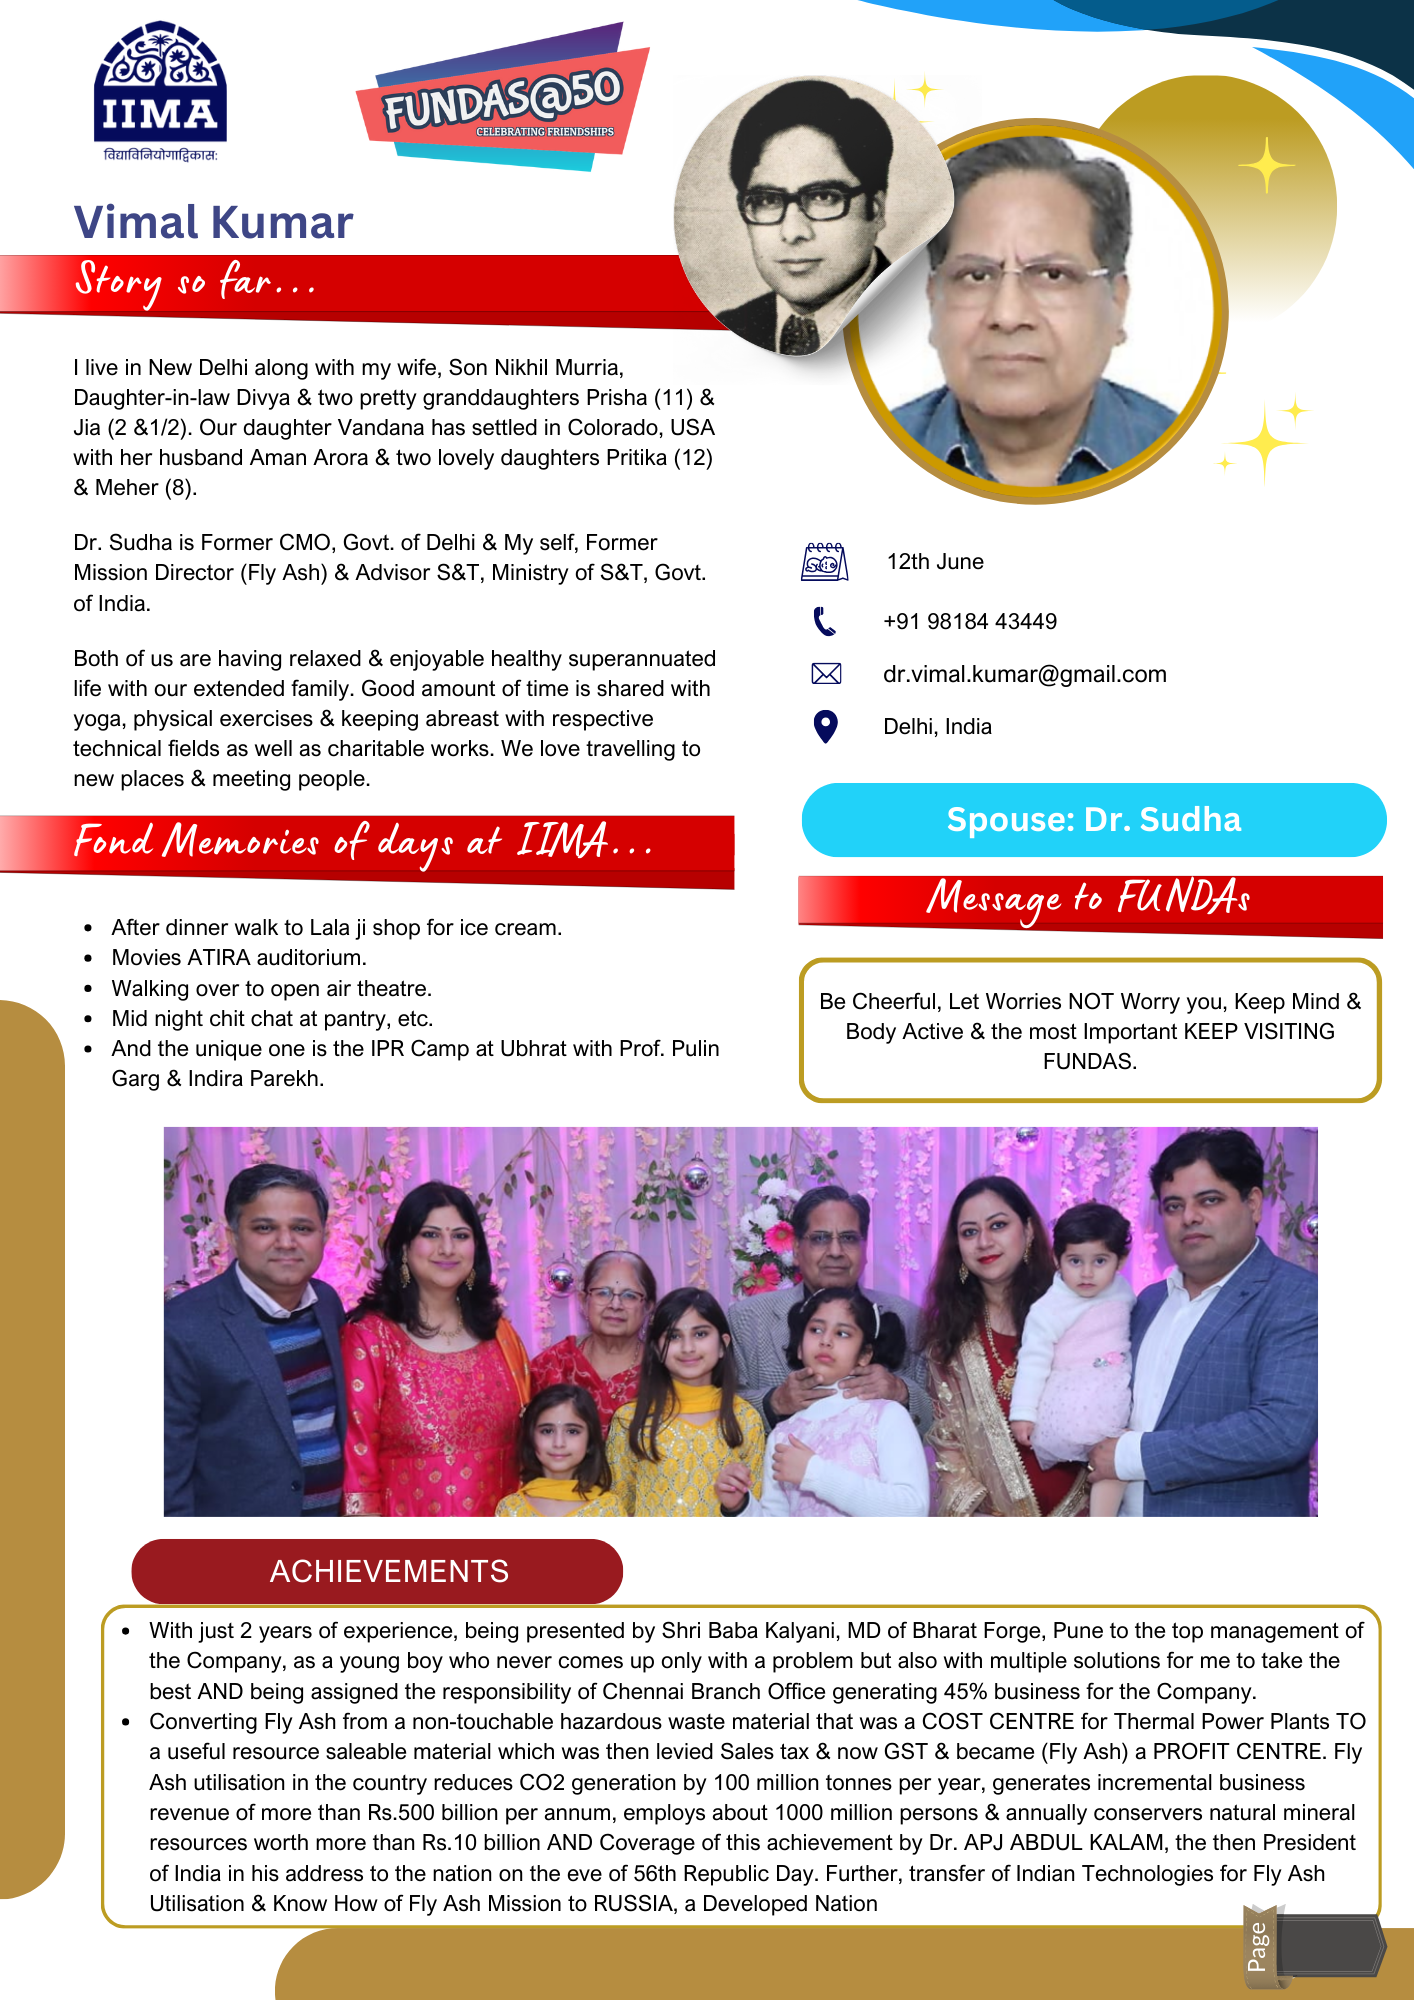 IIMA
विद्याविनियोगाद्विकास:
FUNDAS@50
CELEBRATING FRIENDSHIPS
Vimal Kumar
Story so far...
I live in New Delhi along with my wife, Son Nikhil Murria,
Daughter-in-law Divya & two pretty granddaughters Prisha (11) &
Jia (2 &1/2). Our daughter Vandana has settled in Colorado, USA
with her husband Aman Arora & two lovely daughters Pritika (12)
& Meher (8).
Dr. Sudha is Former CMO, Govt. of Delhi & My self, Former
Mission Director (Fly Ash) & Advisor S&T, Ministry of S&T, Govt.
of India.
Both of us are having relaxed & enjoyable healthy superannuated
life with our extended family. Good amount of time is shared with
yoga, physical exercises & keeping abreast with respective
technical fields as well as charitable works. We love travelling to
new places & meeting people.
12th June
+91 98184 43449
dr.vimal.kumar@gmail.com
Delhi, India
Spouse: Dr. Sudha
Fond Memories of days at IIMA...
• After dinner walk to Lala ji shop for ice cream.
• Movies ATIRA auditorium.
• Walking over to open air theatre.
• Mid night chit chat at pantry, etc.
• And the unique one is the IPR Camp at Ubhrat with Prof. Pulin
Garg & Indira Parekh.
Message to FUNDAs
Be Cheerful, Let Worries NOT Worry you, Keep Mind &
Body Active & the most Important KEEP VISITING
FUNDAS.
ACHIEVEMENTS
• With just 2 years of experience, being presented by Shri Baba Kalyani, MD of Bharat Forge, Pune to the top management of
the Company, as a young boy who never comes up only with a problem but also with multiple solutions for me to take the
best AND being assigned the responsibility of Chennai Branch Office generating 45% business for the Company.
• Converting Fly Ash from a non-touchable hazardous waste material that was a COST CENTRE for Thermal Power Plants TO
a useful resource saleable material which was then levied Sales tax & now GST & became (Fly Ash) a PROFIT CENTRE. Fly
Ash utilisation in the country reduces CO2 generation by 100 million tonnes per year, generates incremental business
revenue of more than Rs.500 billion per annum, employs about 1000 million persons & annually conservers natural mineral
resources worth more than Rs.10 billion AND Coverage of this achievement by Dr. APJ ABDUL KALAM, the then President
of India in his address to the nation on the eve of 56th Republic Day. Further, transfer of Indian Technologies for Fly Ash
Utilisation & Know How of Fly Ash Mission to RUSSIA, a Developed Nation
Page